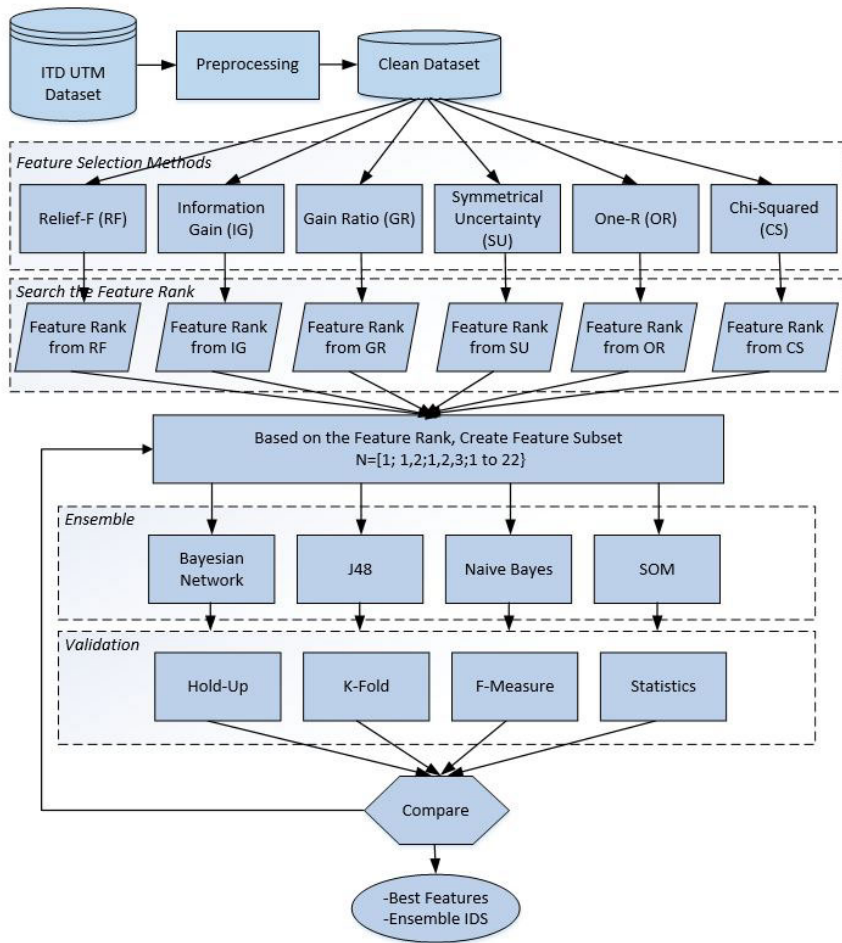 ITD UTM
Dataset
Preprocessing
Clean Dataset
Feature Selection Methods
Relief-F (RF)
Information
Gain (IG)
Gain Ratio (GR)
Symmetrical
Uncertainty
(SU)
One-R (OR)
Chi-Squared
(CS)
Search the Feature Rank
Feature Rank
from RF
Feature Rank
from IG
Feature Rank
from GR
Feature Rank
from SU
Feature Rank
from OR
Feature Rank
from CS
Based on the Feature Rank, Create Feature Subset
N=[1; 1,2;1,2,3;1 to 22}
Ensemble
Bayesian
Network
J48
Naive Bayes
SOM
Validation
Hold-Up
K-Fold
F-Measure
Statistics
Compare
-Best Features
-Ensemble IDS